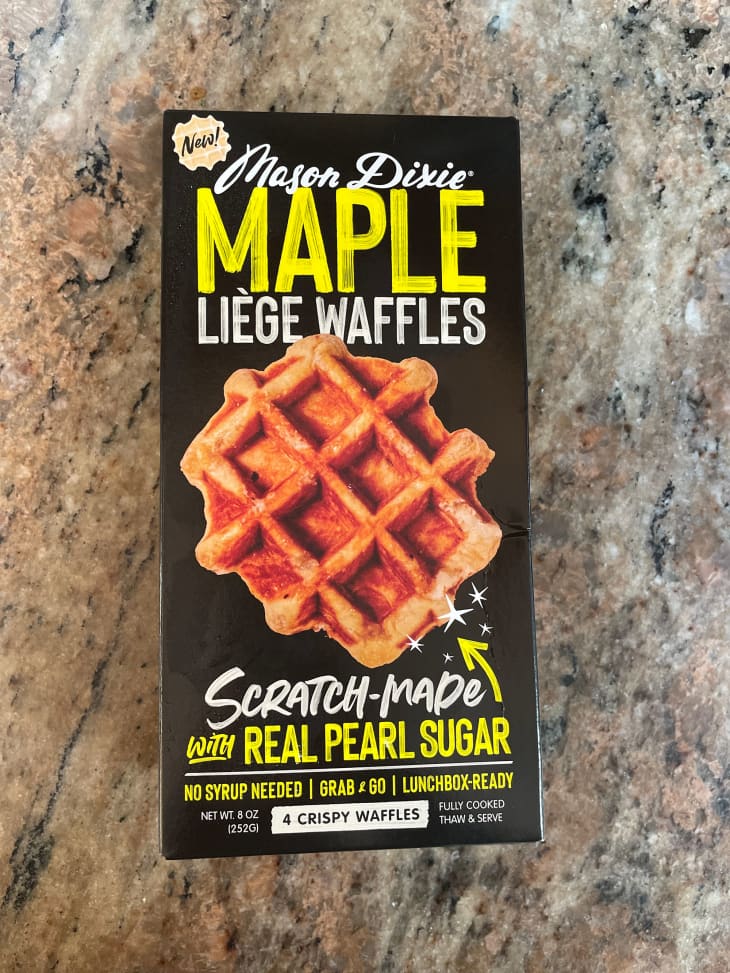 New!
Mason Dixie®
MAPLE
LIÈGE WAFFLES
SCRATCH-MADE
WITH REAL PEARL SUGAR
NO SYRUP NEEDED | GRAB & GO | LUNCHBOX-READY
NET WT. 8 OZ
(252G)
4 CRISPY WAFFLES
FULLY COOKED
THAW & SERVE